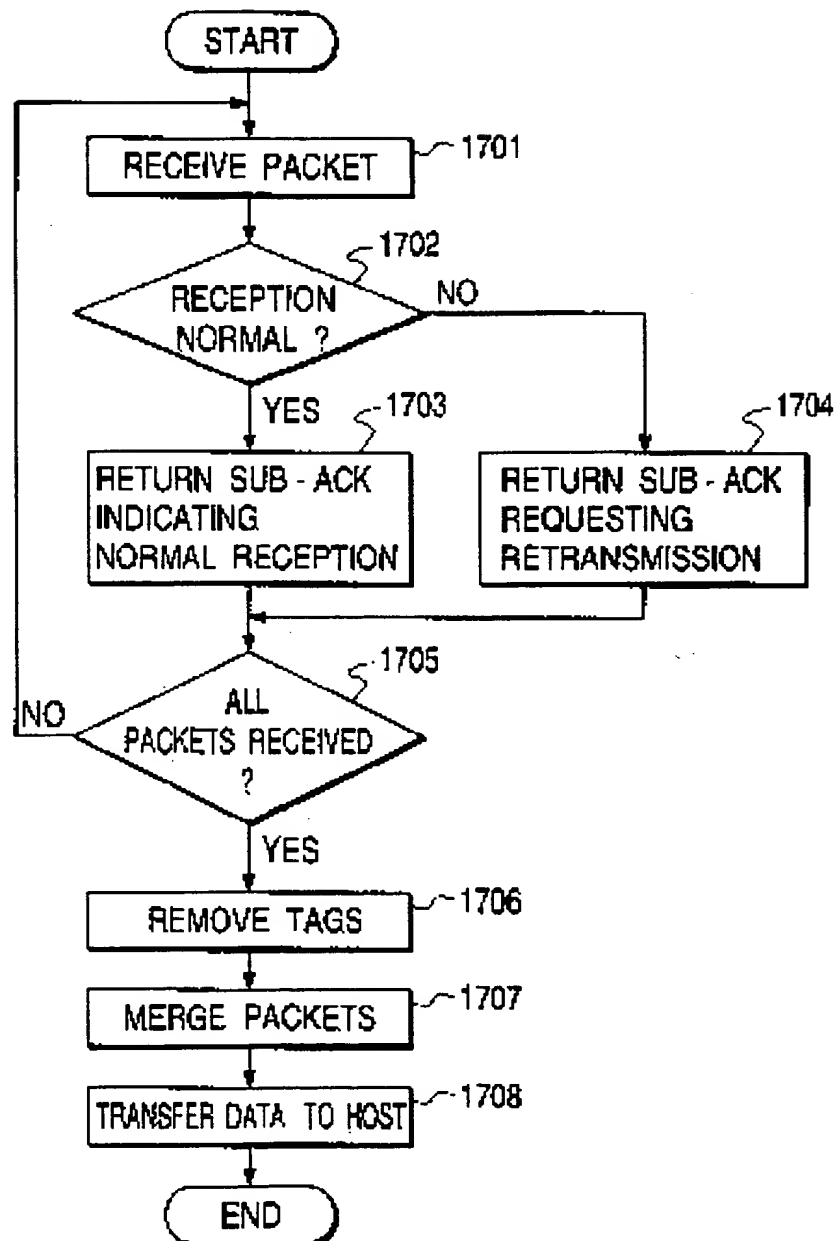 START
RECEIVE PACKET
1701
1702
RECEPTION
NORMAL ?
NO
YES
1703
1704
RETURN SUB - ACK
INDICATING
NORMAL RECEPTION
RETURN SUB - ACK
REQUESTING
RETRANSMISSION
1705
ALL
PACKETS RECEIVED
?
NO
YES
REMOVE TAGS
1706
MERGE PACKETS
1707
TRANSFER DATA TO HOST
1708
END